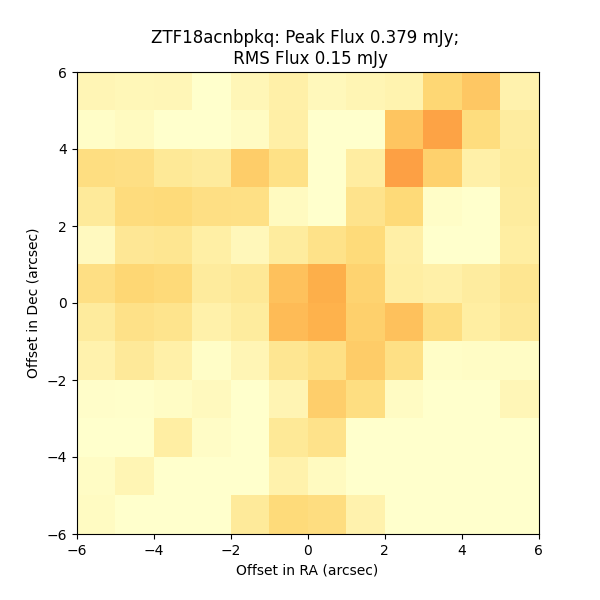 ZTF18acnbpkq: Peak Flux 0.379 mJy;
RMS Flux 0.15 mJy
6
4
2
0
−2
−4
−6
Offset in Dec (arcsec)
−6 −4 −2 0 2 4 6
Offset in RA (arcsec)